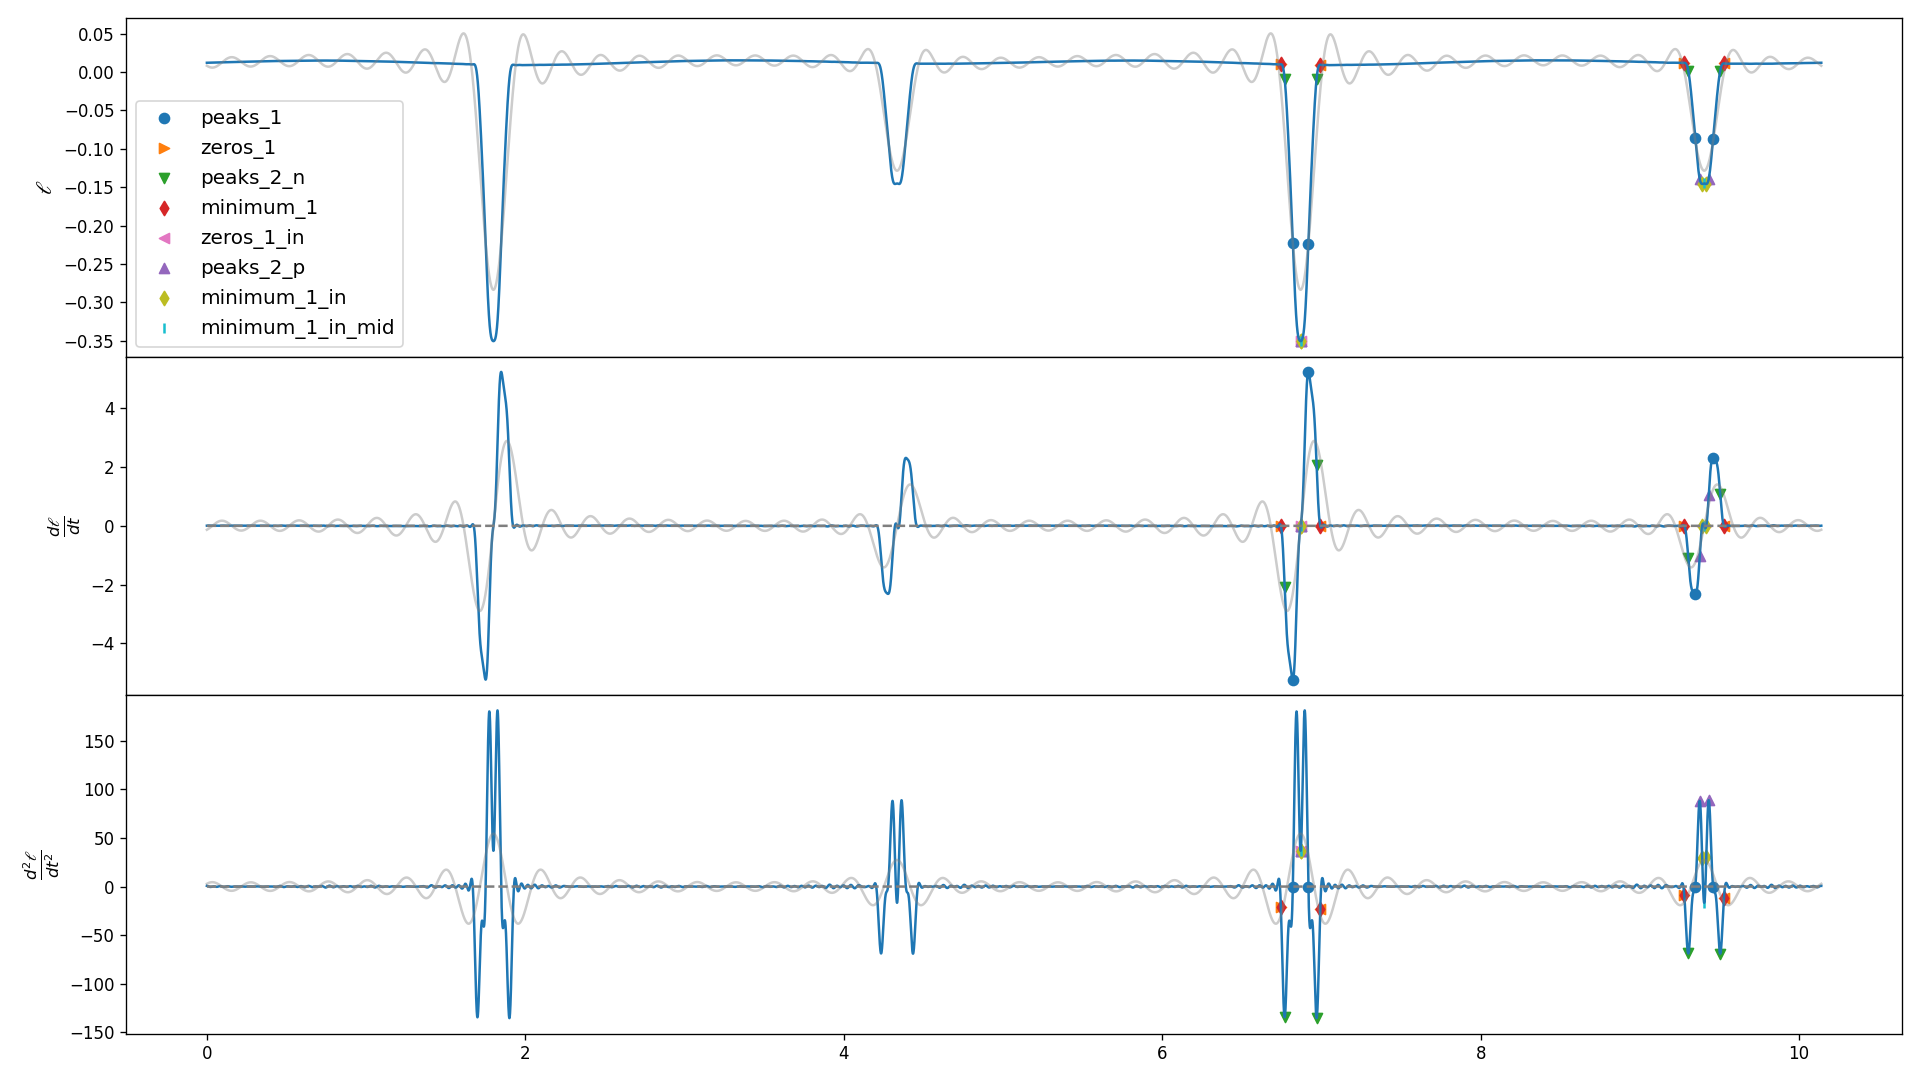 0.05
0.00
−0.05
−0.10
−0.15
−0.20
−0.25
−0.30
−0.35
ℓ
peaks_1
zeros_1
peaks_2_n
minimum_1
zeros_1_in
peaks_2_p
minimum_1_in
minimum_1_in_mid
4
2
0
−2
−4
dℓ
dt
150
100
50
0
−50
−100
−150
d²ℓ
dt²
0 2 4 6 8 10